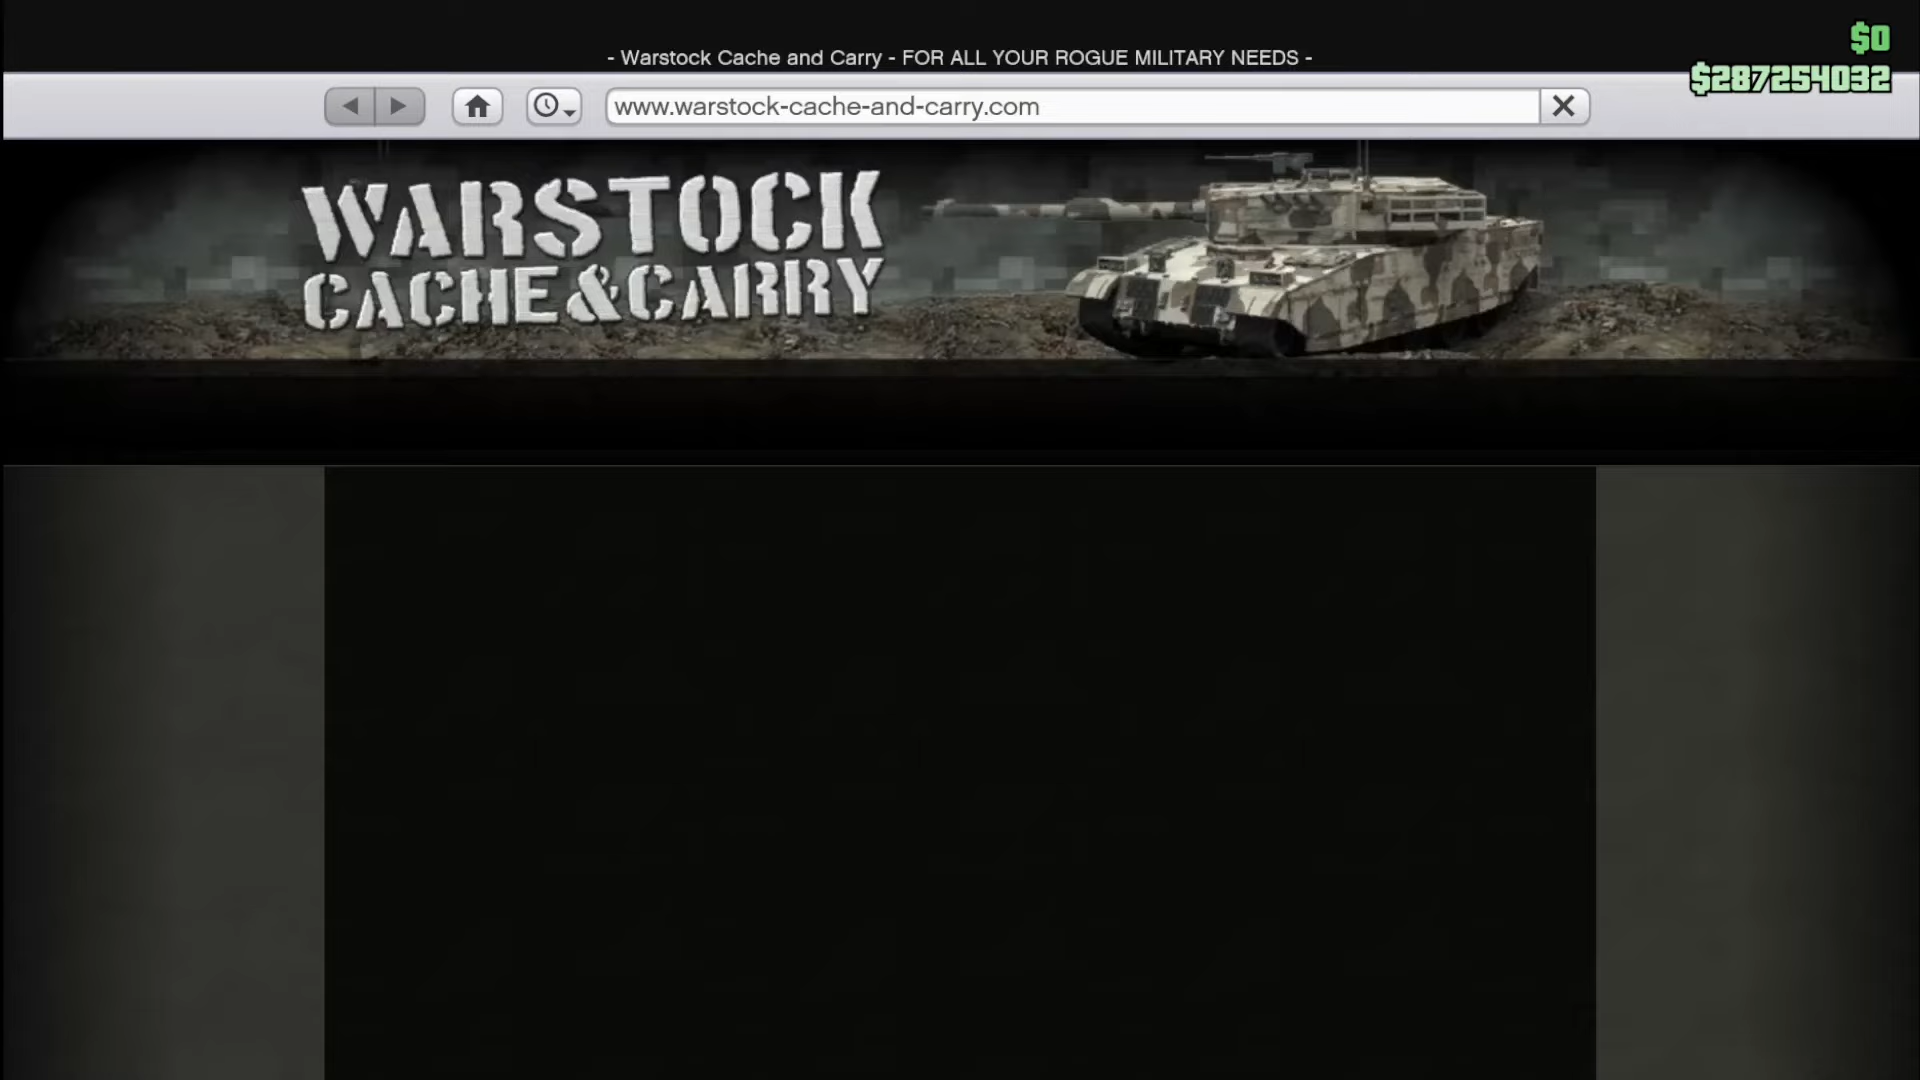 - Warstock Cache and Carry - FOR ALL YOUR ROGUE MILITARY NEEDS -
$0
$287254032
www.warstock-cache-and-carry.com
WARSTOCK
CACHE&CARRY